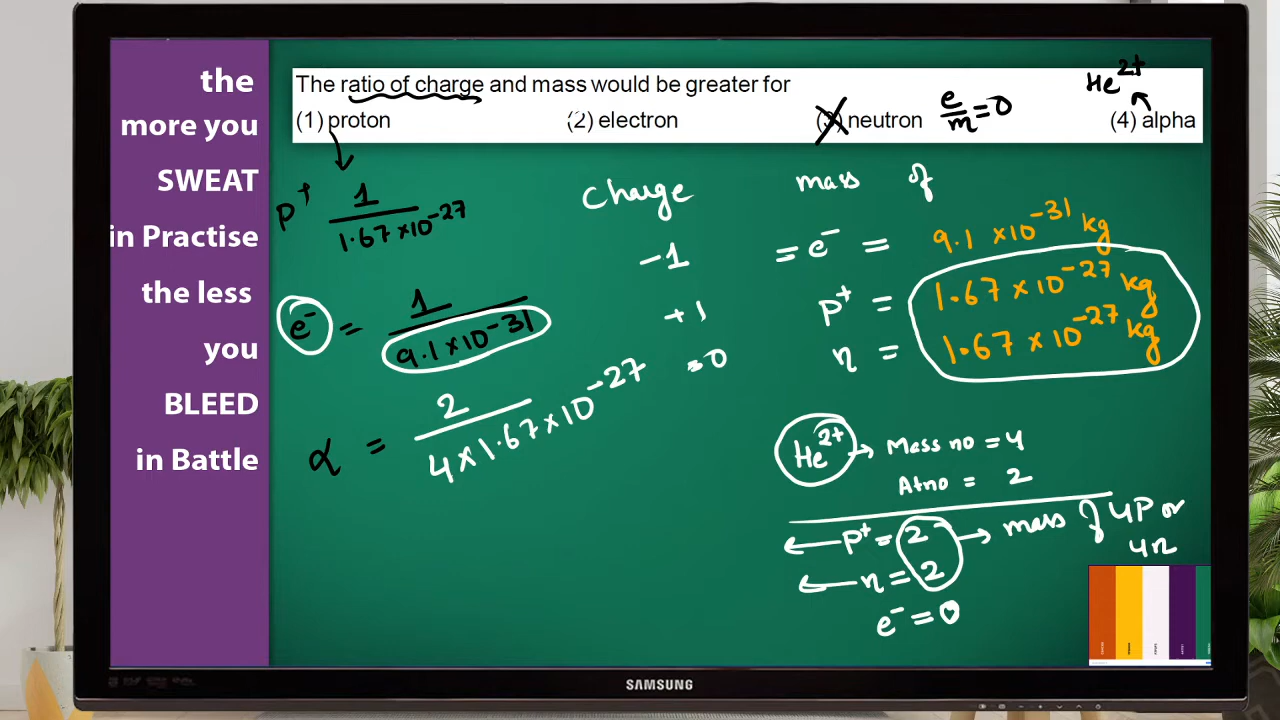 the
more you
SWEAT
in Practise
the less
you
BLEED
in Battle
The ratio of charge and mass would be greater for
(1) proton (2) electron (3) neutron (4) alpha
e/m = 0
He²⁺
P⁺ 1/1.67×10⁻²⁷
e⁻ = 1/9.1×10⁻³¹
α = 2/4×1.67×10⁻²⁷
Charge mass of
-1 = e⁻ = 9.1 ×10⁻³¹ kg
+1 P⁺ = 1.67 ×10⁻²⁷ kg
=0 n = 1.67 ×10⁻²⁷ kg
He²⁺ → Mass no = 4
Atno = 2
← P⁺ = 2 → mass of 4P or
4n
← n = 2
e⁻ = 0
SAMSUNG